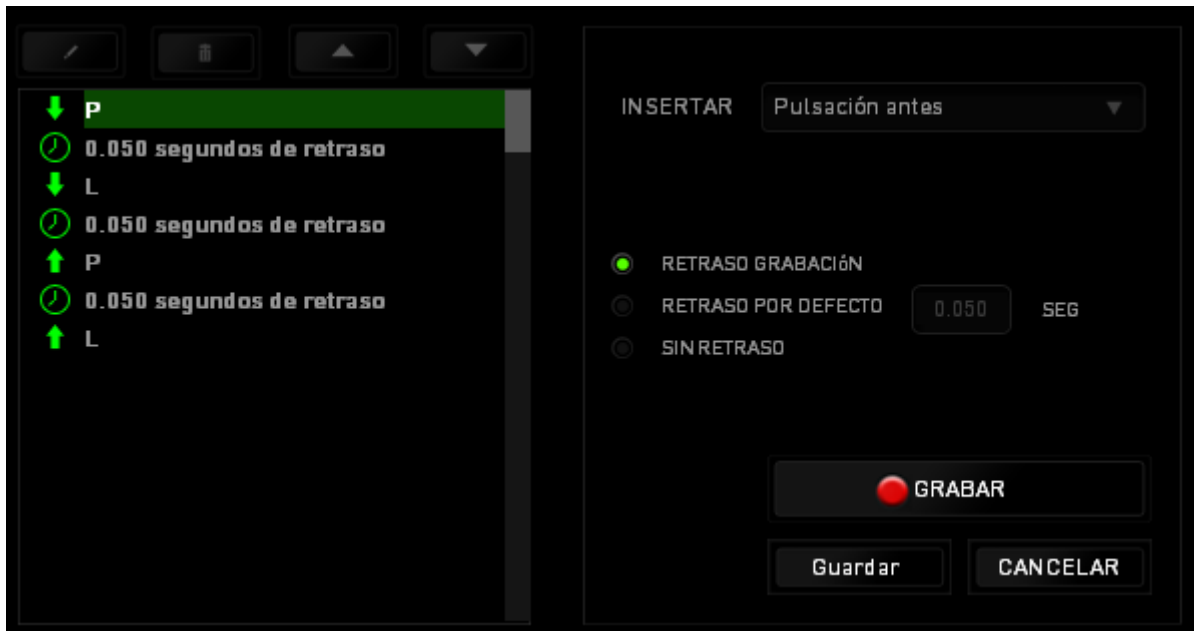 P
0.050 segundos de retraso
L
0.050 segundos de retraso
P
0.050 segundos de retraso
L
INSERTAR Pulsación antes
RETRASO GRABACIóN
RETRASO POR DEFECTO 0.050 SEG
SIN RETRASO
GRABAR
Guardar CANCELAR